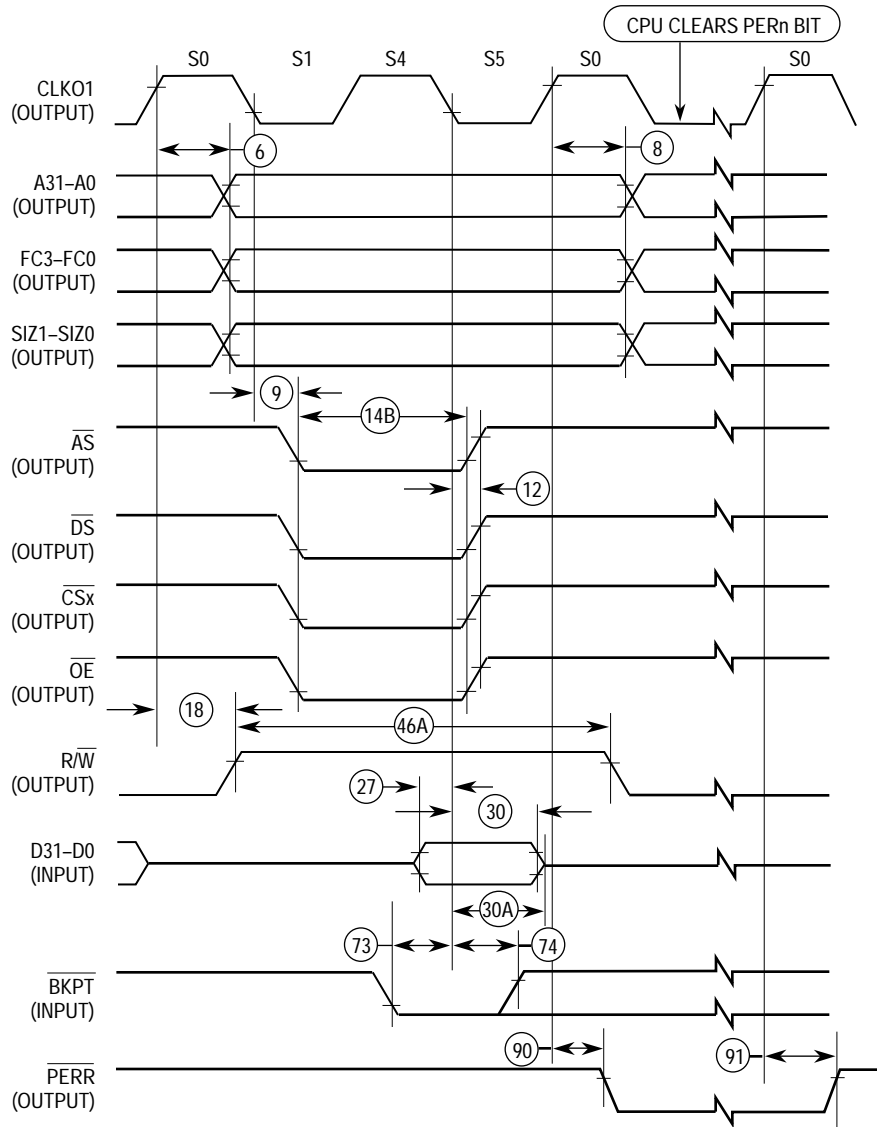 CPU CLEARS PERn BIT
S0 S1 S4 S5 S0 S0
CLKO1
(OUTPUT)
6 8
A31–A0
(OUTPUT)
FC3–FC0
(OUTPUT)
SIZ1–SIZ0
(OUTPUT)
9
14B
AS
(OUTPUT)
12
DS
(OUTPUT)
CSx
(OUTPUT)
OE
(OUTPUT)
18
46A
R/W
(OUTPUT)
27
30
D31–D0
(INPUT)
30A
73 74
BKPT
(INPUT)
90 91
PERR
(OUTPUT)